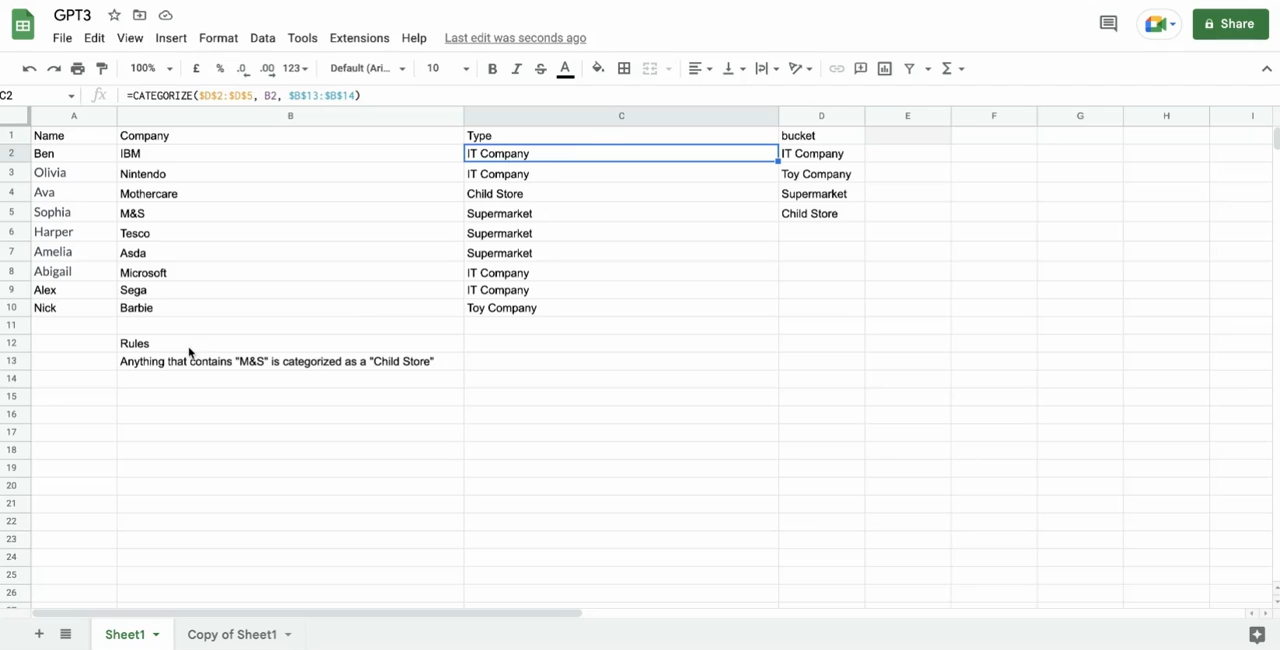 GPT3
File Edit View Insert Format Data Tools Extensions Help Last edit was seconds ago
Share
100% £ % .0 .00 123 Default (Ari... 10 B I S A Σ
C2 fx =CATEGORIZE($D$2:$D$5, B2, $B$13:$B$14)
A B C D E F G H I
1 Name Company Type bucket
2 Ben IBM IT Company IT Company
3 Olivia Nintendo IT Company Toy Company
4 Ava Mothercare Child Store Supermarket
5 Sophia M&S Supermarket Child Store
6 Harper Tesco Supermarket
7 Amelia Asda Supermarket
8 Abigail Microsoft IT Company
9 Alex Sega IT Company
10 Nick Barbie Toy Company
11
12 Rules
13 Anything that contains "M&S" is categorized as a "Child Store"
14
15
16
17
18
19
20
21
22
23
24
25
26
+ Sheet1 Copy of Sheet1